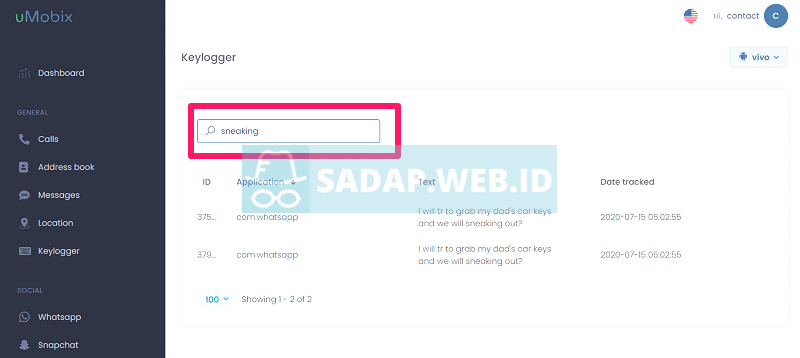 uMobix
Hi, contact
C
Dashboard
Keylogger
vivo
GENERAL
Calls
Address book
Messages
Location
Keylogger
SOCIAL
Whatsapp
Snapchat
sneaking
SADAP.WEB.ID
ID Application Text Date tracked
375... com.whatsapp I will tr to grab my dad's car keys 2020-07-15 05:02:55
and we will sneaking out?
379... com.whatsapp I will tr to grab my dad's car keys 2020-07-15 05:02:55
and we will sneaking out?
100 Showing 1 - 2 of 2